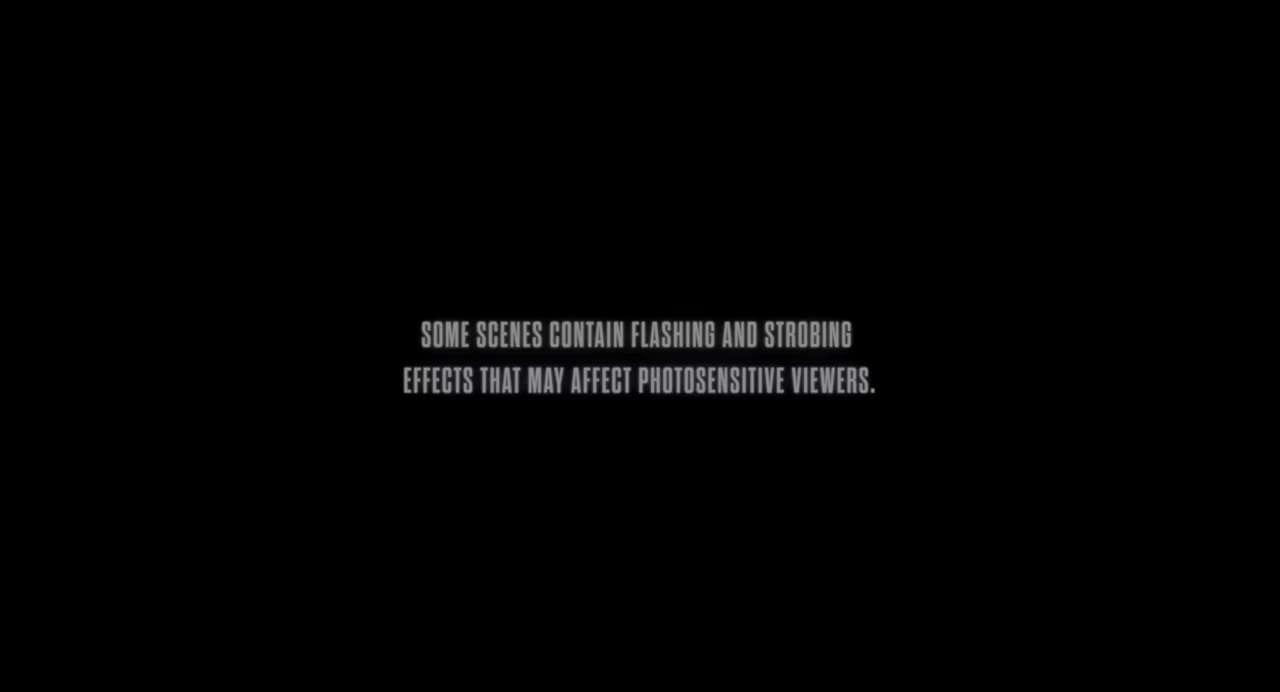 SOME SCENES CONTAIN FLASHING AND STROBING
EFFECTS THAT MAY AFFECT PHOTOSENSITIVE VIEWERS.